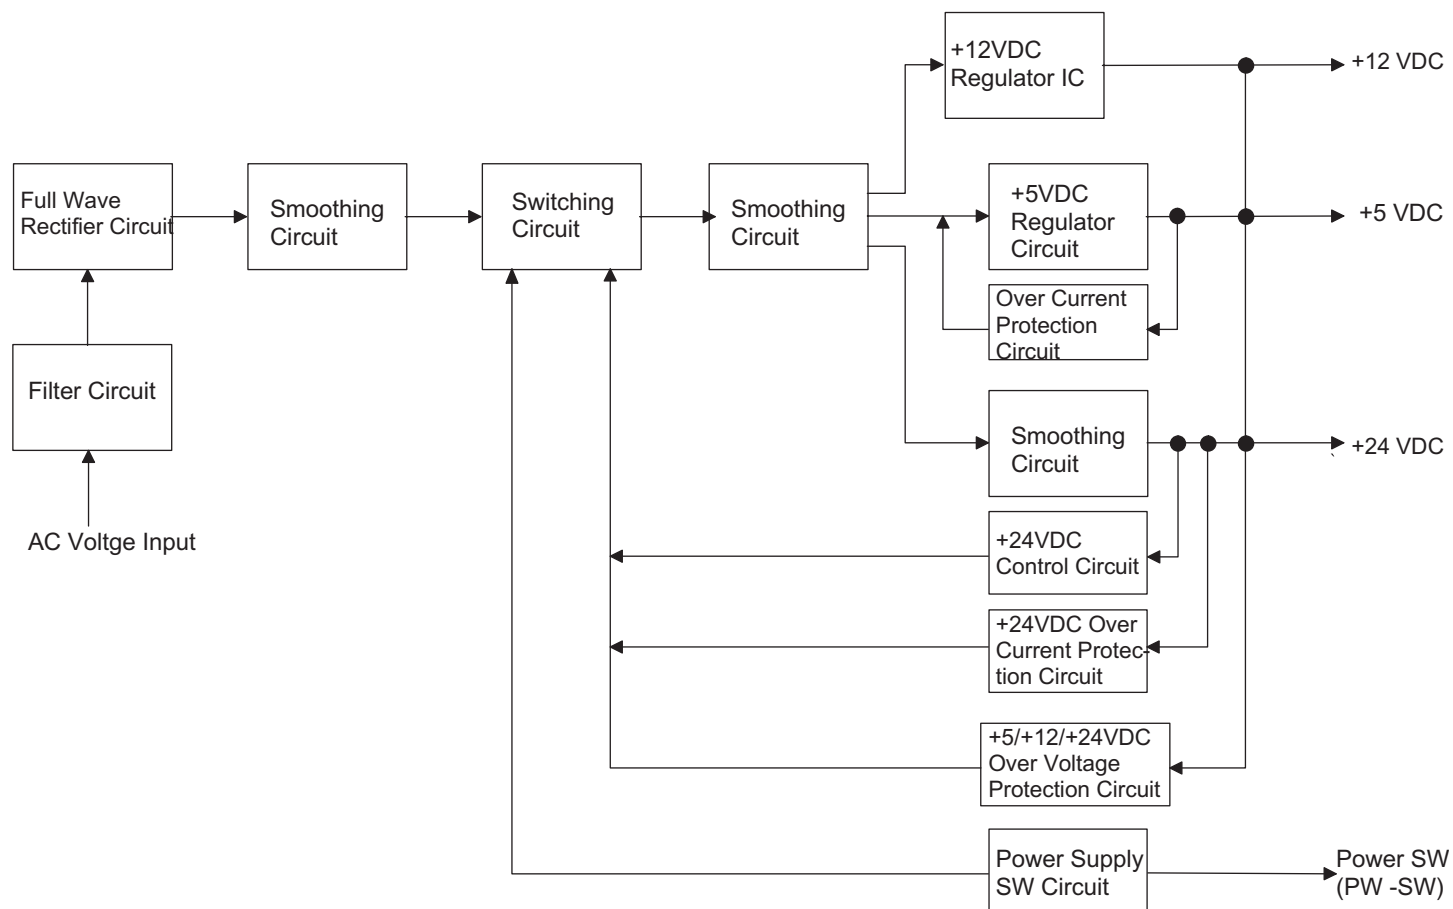 +12VDC
Regulator IC
+12 VDC
Full Wave
Rectifier Circuit
Smoothing
Circuit
Switching
Circuit
Smoothing
Circuit
+5VDC
Regulator
Circuit
+5 VDC
Over Current
Protection
Circuit
Filter Circuit
Smoothing
Circuit
+24 VDC
AC Voltge Input
+24VDC
Control Circuit
+24VDC Over
Current Protec-
tion Circuit
+5/+12/+24VDC
Over Voltage
Protection Circuit
Power Supply
SW Circuit
Power SW
(PW -SW)